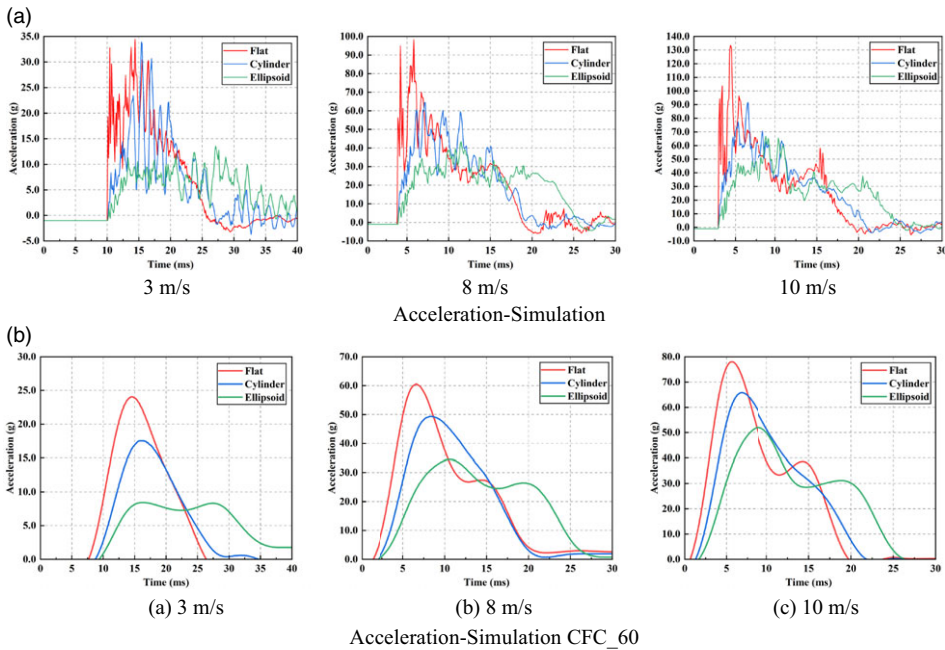 (a)
35.0
30.0
25.0
20.0
15.0
10.0
5.0
0.0
-5.0
Acceleration (g)
Flat
Cylinder
Ellipsoid
0 5 10 15 20 25 30 35 40
Time (ms)
3 m/s
100.0
90.0
80.0
70.0
60.0
50.0
40.0
30.0
20.0
10.0
0.0
-10.0
Acceleration (g)
Flat
Cylinder
Ellipsoid
0 5 10 15 20 25 30
Time (ms)
8 m/s
140.0
130.0
120.0
110.0
100.0
90.0
80.0
70.0
60.0
50.0
40.0
30.0
20.0
10.0
0.0
-10.0
Acceleration (g)
Flat
Cylinder
Ellipsoid
0 5 10 15 20 25 30
Time (ms)
10 m/s
Acceleration-Simulation
(b)
30.0
25.0
20.0
15.0
10.0
5.0
0.0
Acceleration (g)
Flat
Cylinder
Ellipsoid
0 5 10 15 20 25 30 35 40
Time (ms)
(a) 3 m/s
70.0
60.0
50.0
40.0
30.0
20.0
10.0
0.0
Acceleration (g)
Flat
Cylinder
Ellipsoid
0 5 10 15 20 25 30
Time (ms)
(b) 8 m/s
80.0
70.0
60.0
50.0
40.0
30.0
20.0
10.0
0.0
Acceleration (g)
Flat
Cylinder
Ellipsoid
0 5 10 15 20 25 30
Time (ms)
(c) 10 m/s
Acceleration-Simulation CFC_60